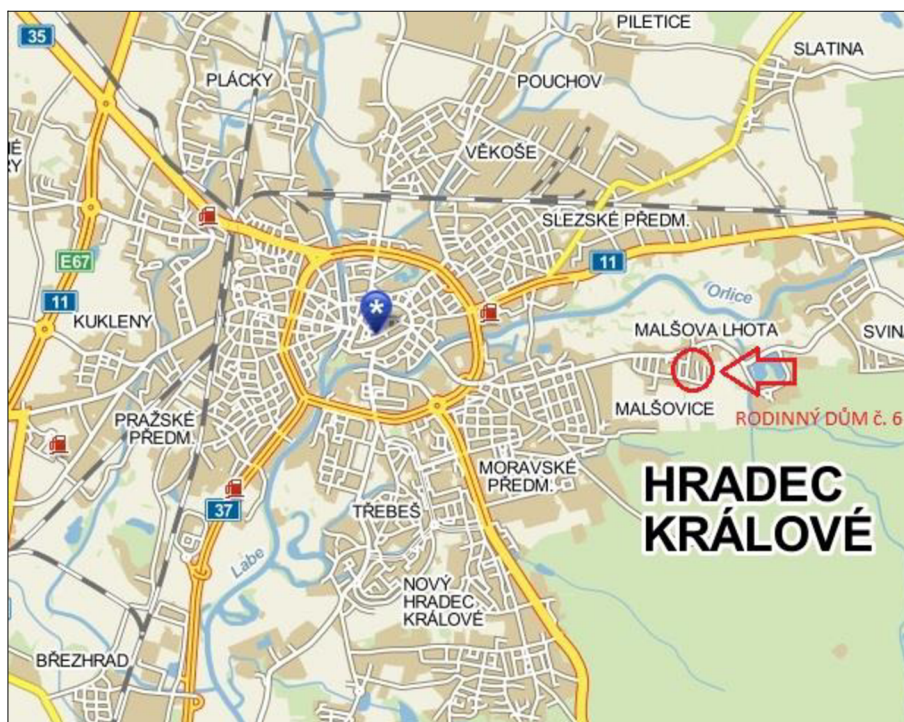 PILETICE
35
SLATINA
PLÁCKY
POUCHOV
VĚKOŠE
SLEZSKÉ PŘEDM.
E67
11
11
Orlice
KUKLENY
*
MALŠOVA LHOTA
MALŠOVICE
RODINNÝ DŮM č. 6
PRAŽSKÉ
PŘEDM.
MORAVSKÉ
PŘEDM.
HRADEC
KRÁLOVÉ
37
TŘEBEŠ
Labe
NOVÝ
HRADEC
KRÁLOVÉ
BŘEZHRAD